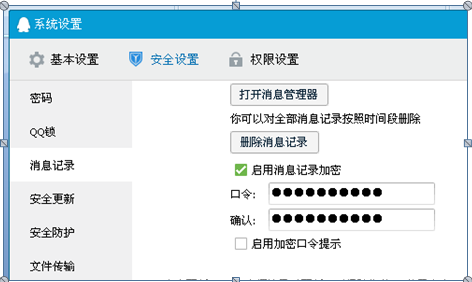 系统设置
基本设置 安全设置 权限设置
密码
QQ锁
消息记录
安全更新
安全防护
文件传输
打开消息管理器
你可以对全部消息记录按照时间段删除
删除消息记录
启用消息记录加密
口令: ●●●●●●●●●●
确认: ●●●●●●●●●●
启用加密口令提示